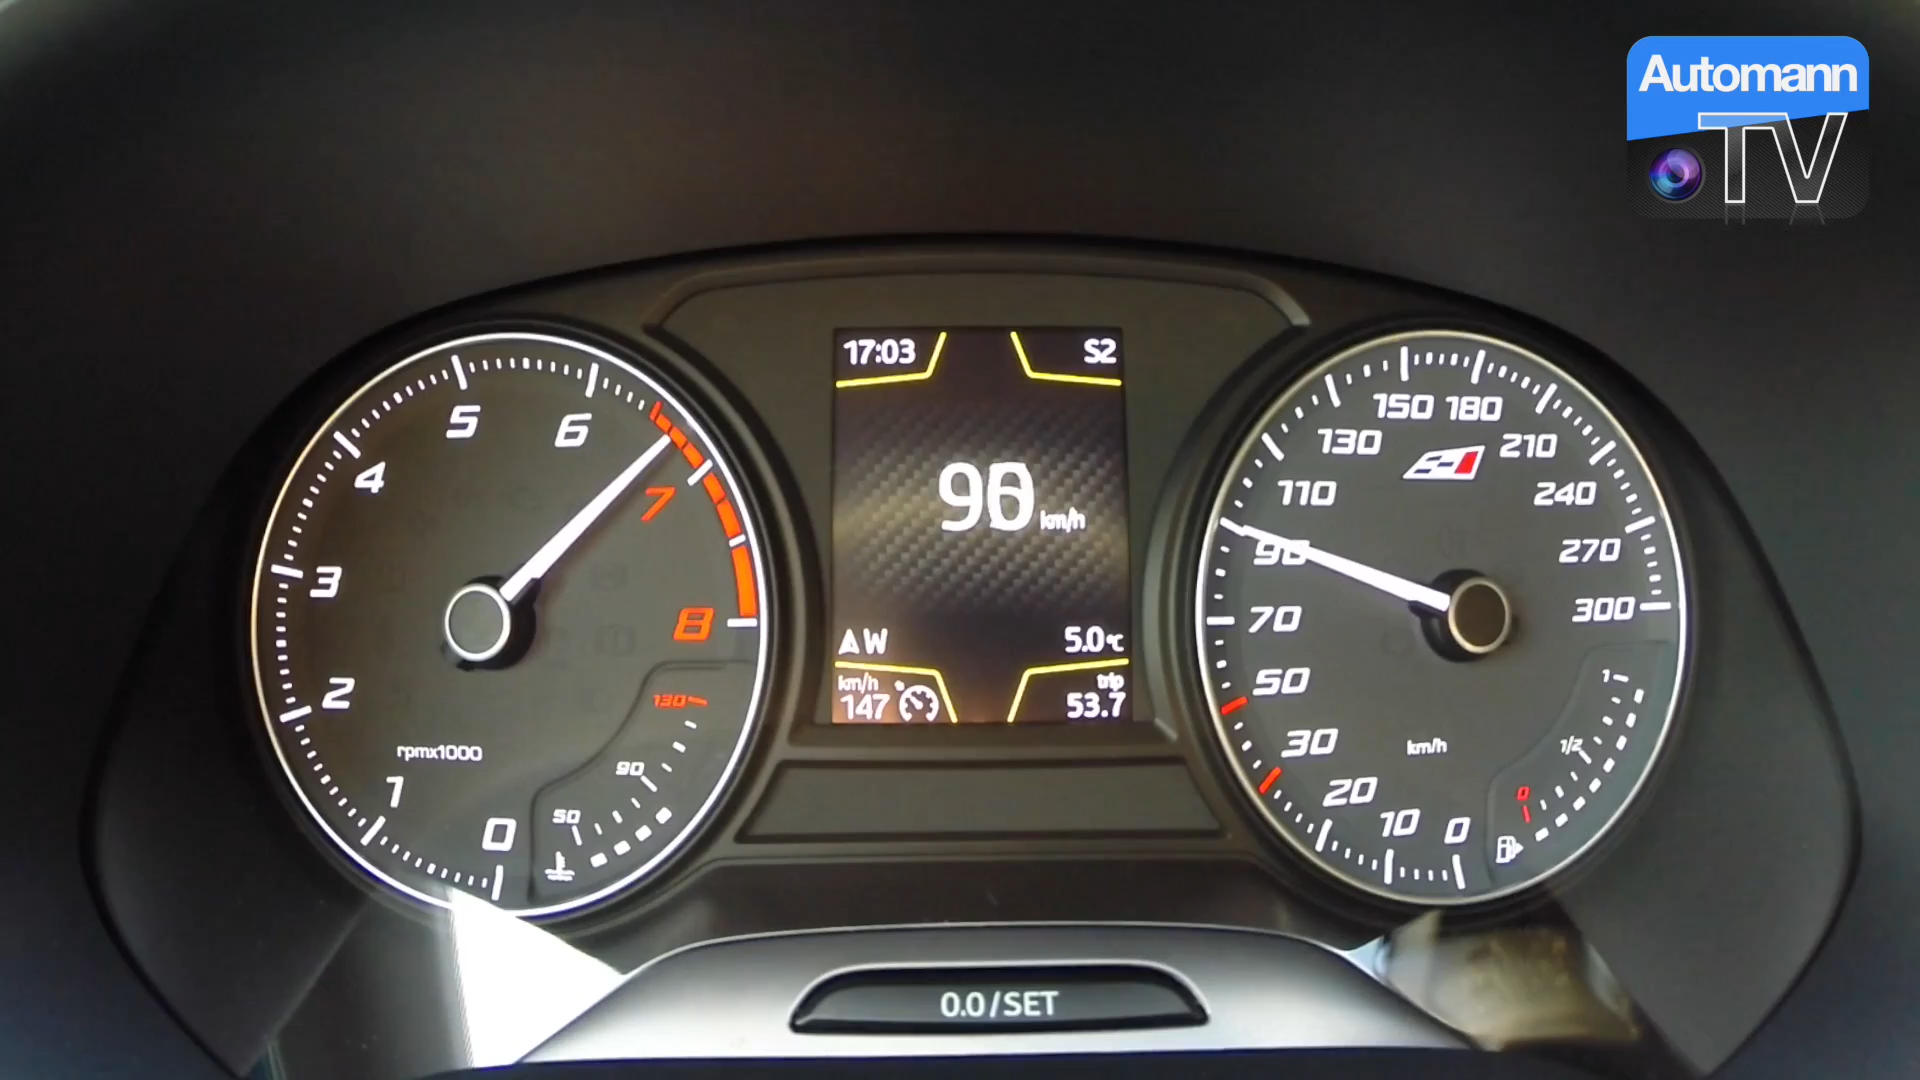 Automann
TV
17:03 S2
km/h
AW 5.0°C
km/h trip
147 53.7
0 1 2 3 4 5 6 7 8
rpmx1000
50 90 130
0 10 20 30 50 70 90 110 130 150 180 210 240 270 300
km/h
0 1/2 1
0.0/SET